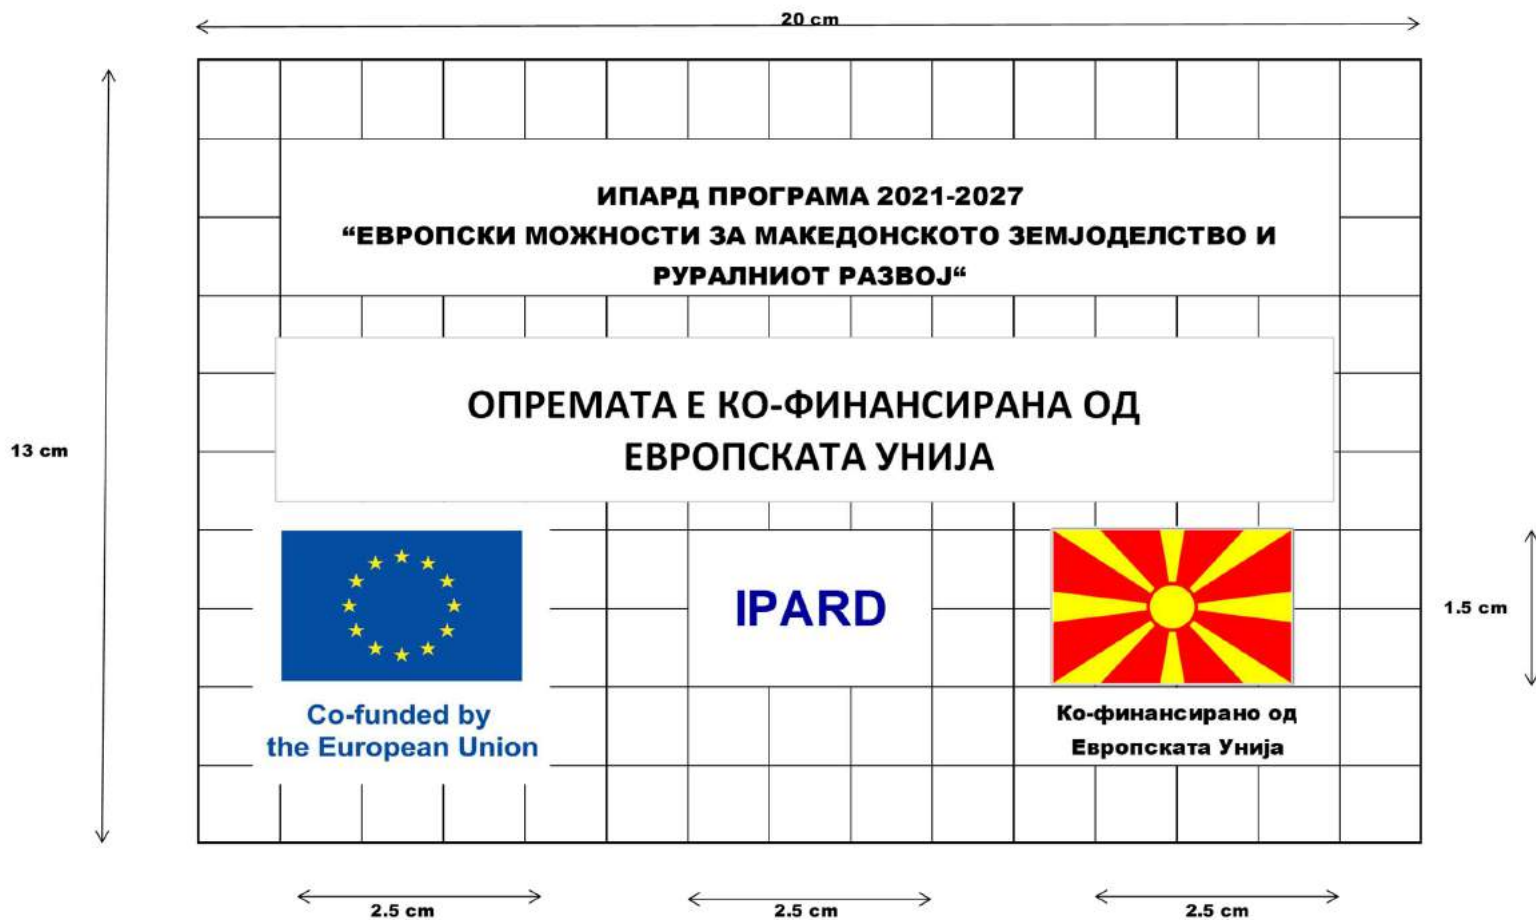 20 cm
ИПАРД ПРОГРАМА 2021-2027
“ЕВРОПСКИ МОЖНОСТИ ЗА МАКЕДОНСКОТО ЗЕМЈОДЕЛСТВО И
РУРАЛНИОТ РАЗВОЈ“
ОПРЕМАТА Е КО-ФИНАНСИРАНА ОД
ЕВРОПСКАТА УНИЈА
13 cm
IPARD
1.5 cm
Co-funded by
the European Union
Ко-финансирано од
Европската Унија
2.5 cm
2.5 cm
2.5 cm